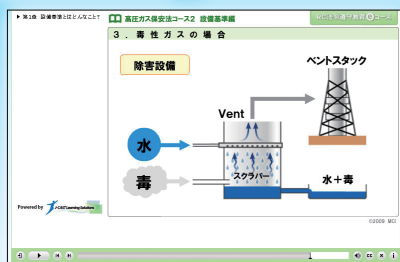 ▶ 第1章 設備基準とはどんなこと？
高圧ガス保安法コース2 設備基準編
3．毒性ガスの場合
除害設備
ベントスタック
Vent
水
毒
スクラバー
水＋毒
Powered by
©2009 MCI
CC